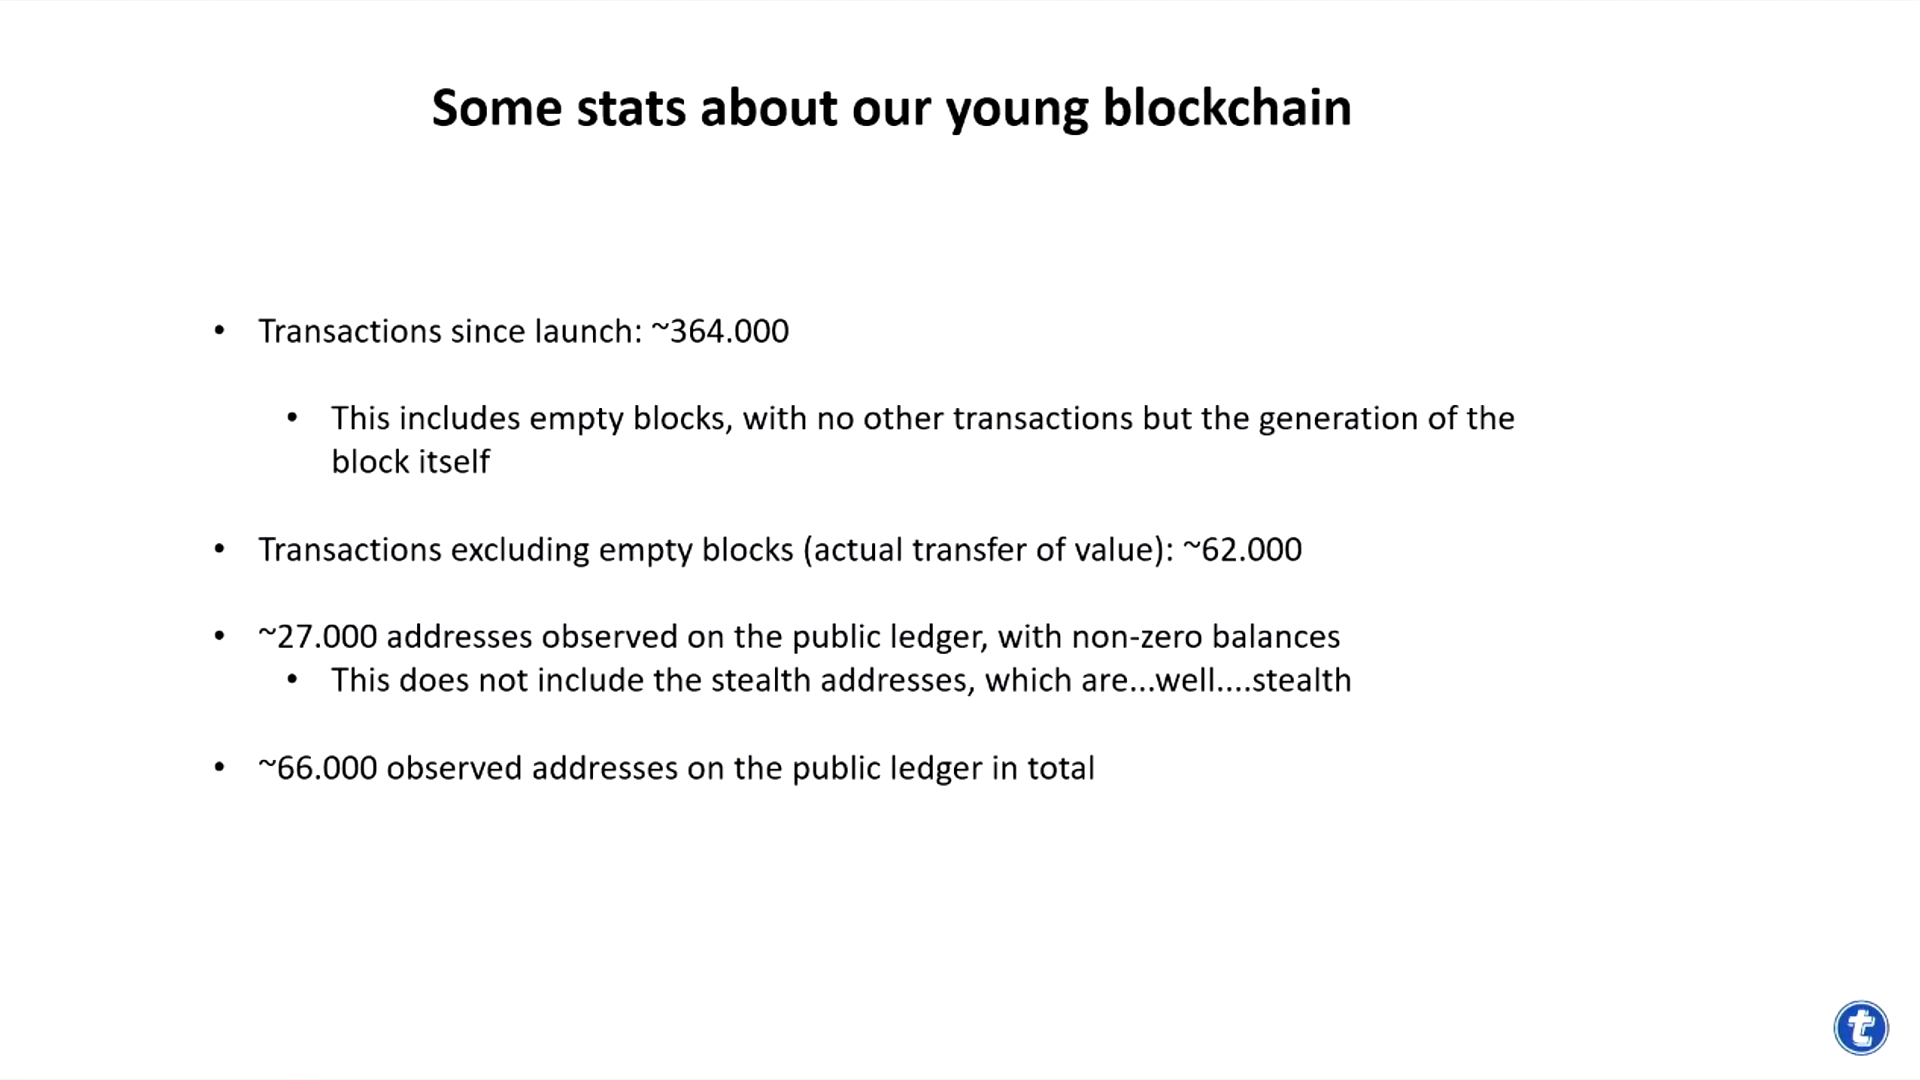 Some stats about our young blockchain
• Transactions since launch: ~364.000
• This includes empty blocks, with no other transactions but the generation of the
block itself
• Transactions excluding empty blocks (actual transfer of value): ~62.000
• ~27.000 addresses observed on the public ledger, with non-zero balances
• This does not include the stealth addresses, which are...well....stealth
• ~66.000 observed addresses on the public ledger in total
t